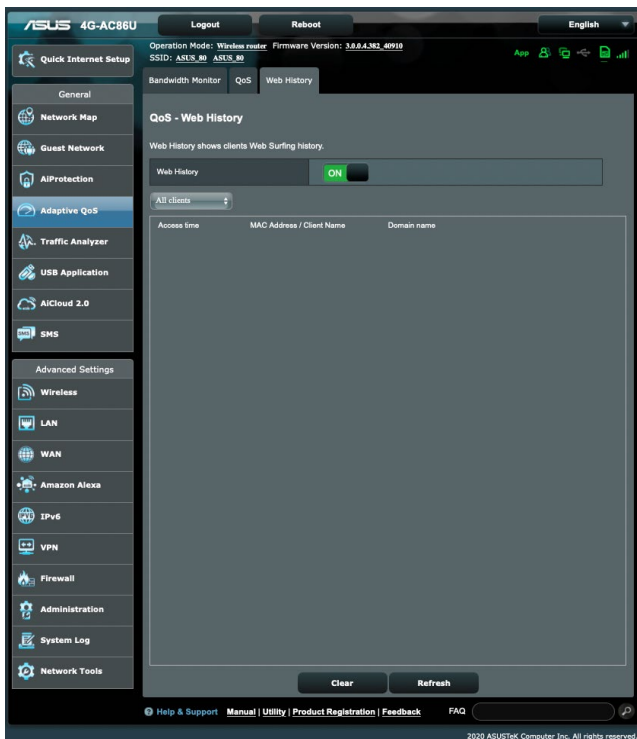 ASUS 4G-AC86U Logout Reboot English
Operation Mode: Wireless router Firmware Version: 3.0.0.4.382_40910
SSID: ASUS_80 ASUS_80
App
Quick Internet Setup
General
Network Map
Guest Network
AiProtection
Adaptive QoS
Traffic Analyzer
USB Application
AiCloud 2.0
SMS
SMS
Advanced Settings
Wireless
LAN
WAN
Amazon Alexa
IPv6
VPN
Firewall
Administration
System Log
Network Tools
Bandwidth Monitor QoS Web History
QoS - Web History
Web History shows clients Web Surfing history.
Web History ON
All clients
Access time MAC Address / Client Name Domain name
Clear Refresh
Help & Support Manual | Utility | Product Registration | Feedback FAQ
2020 ASUSTeK Computer Inc. All rights reserved.